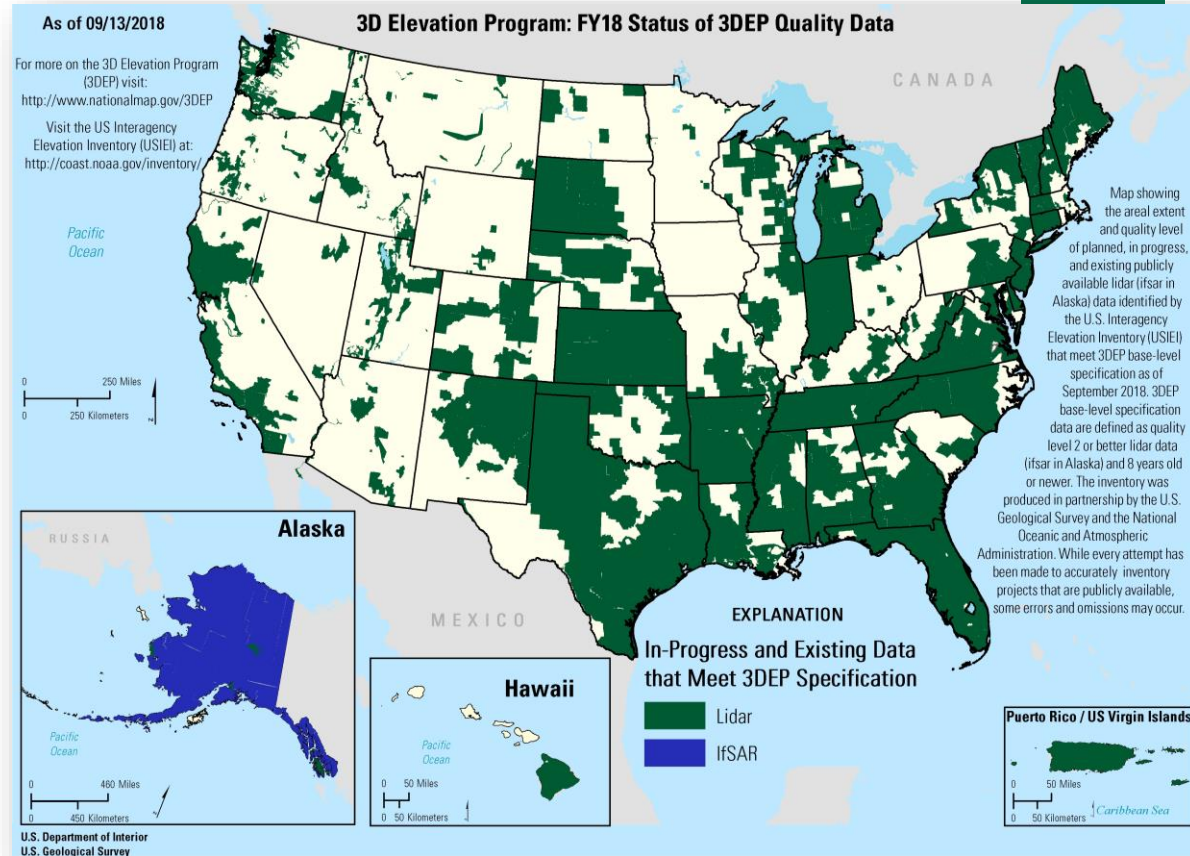 As of 09/13/2018
3D Elevation Program: FY18 Status of 3DEP Quality Data
For more on the 3D Elevation Program
(3DEP) visit:
http://www.nationalmap.gov/3DEP
Visit the US Interagency
Elevation Inventory (USIEI) at:
http://coast.noaa.gov/inventory/
CANADA
Pacific
Ocean
Map showing
the areal extent
and quality level
of planned, in progress,
and existing publicly
available lidar (ifsar in
Alaska) data identified by
the U.S. Interagency
Elevation Inventory (USIEI)
that meet 3DEP base-level
specification as of
September 2018. 3DEP
base-level specification
data are defined as quality
level 2 or better lidar data
(ifsar in Alaska) and 8 years old
or newer. The inventory was
produced in partnership by the U.S.
Geological Survey and the National
Oceanic and Atmospheric
Administration. While every attempt has
been made to accurately inventory
projects that are publicly available,
some errors and omissions may occur.
0 250 Miles
0 250 Kilometers
MEXICO
Alaska
RUSSIA
Pacific
Ocean
0 460 Miles
0 450 Kilometers
Hawaii
Pacific
Ocean
0 50 Miles
0 50 Kilometers
EXPLANATION
In-Progress and Existing Data
that Meet 3DEP Specification
Lidar
IfSAR
Puerto Rico / US Virgin Islands
0 50 Miles
0 50 Kilometers
Caribbean Sea
U.S. Department of Interior
U.S. Geological Survey